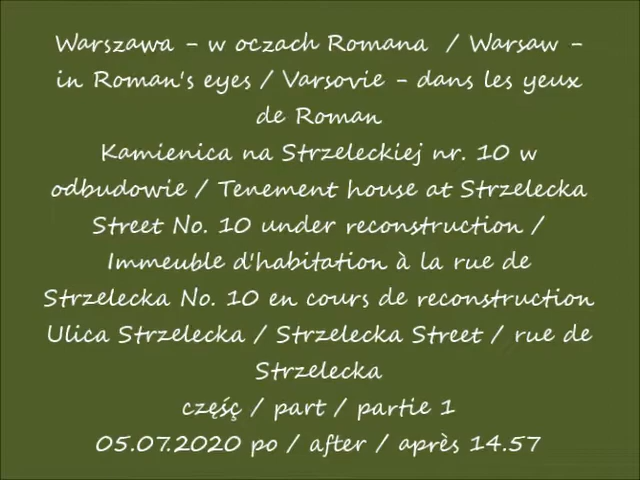 Warszawa - w oczach Romana / Warsaw -
in Roman's eyes / Varsovie - dans les yeux
de Roman
Kamienica na Strzeleckiej nr. 10 w
odbudowie / Tenement house at Strzelecka
Street No. 10 under reconstruction /
Immeuble d'habitation à la rue de
Strzelecka No. 10 en cours de reconstruction
Ulica Strzelecka / Strzelecka Street / rue de
Strzelecka
częśç / part / partie 1
05.07.2020 po / after / après 14.57